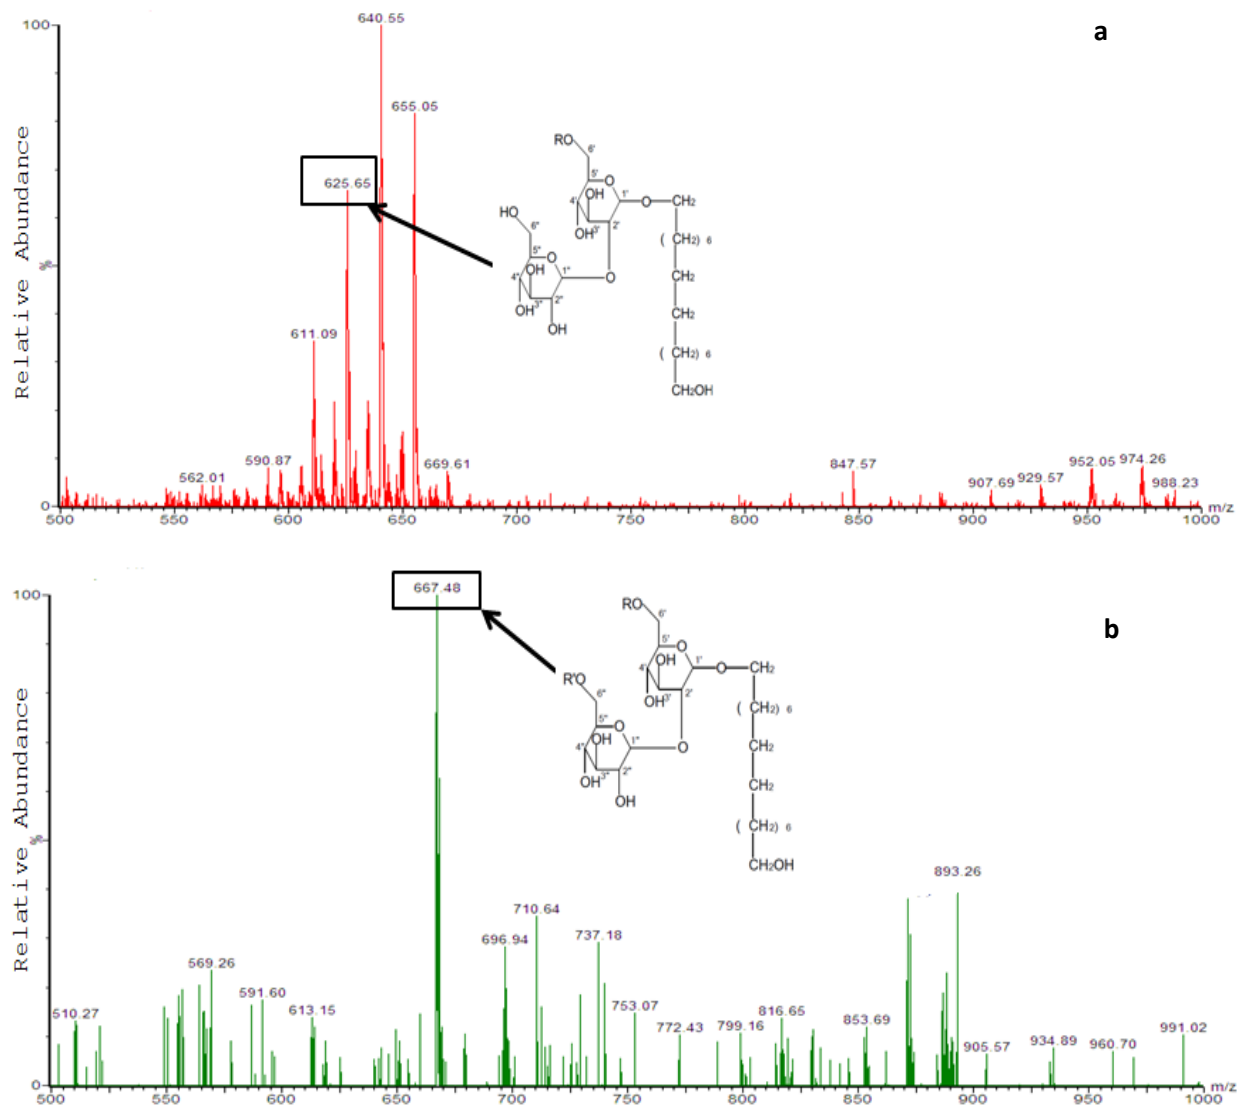 a
100
640.55
655.05
625.65
611.09
590.87
562.01
669.61
847.57
907.69
929.57
952.05
974.26
988.23
Relative Abundance
%
0
RO
6'
5'
O
OH
4'
1'
O
CH2
OH
3'
2'
( CH2) 6
HO
6"
5"
O
OH
4"
1"
O
CH2
OH
3"
2"
OH
CH2
( CH2) 6
CH2OH
500 550 600 650 700 750 800 850 900 950 1000 m/z
b
100
667.48
893.26
710.64
696.94
737.18
569.26
591.60
510.27
613.15
753.07
772.43
799.16
816.65
853.69
905.57
934.89
960.70
991.02
Relative Abundance
%
0
RO
6'
5'
O
OH
4'
1'
O
CH2
OH
3'
2'
( CH2) 6
R'O
6"
5"
O
OH
4"
1"
O
CH2
OH
3"
2"
OH
CH2
( CH2) 6
CH2OH
500 550 600 650 700 750 800 850 900 950 1000 m/z